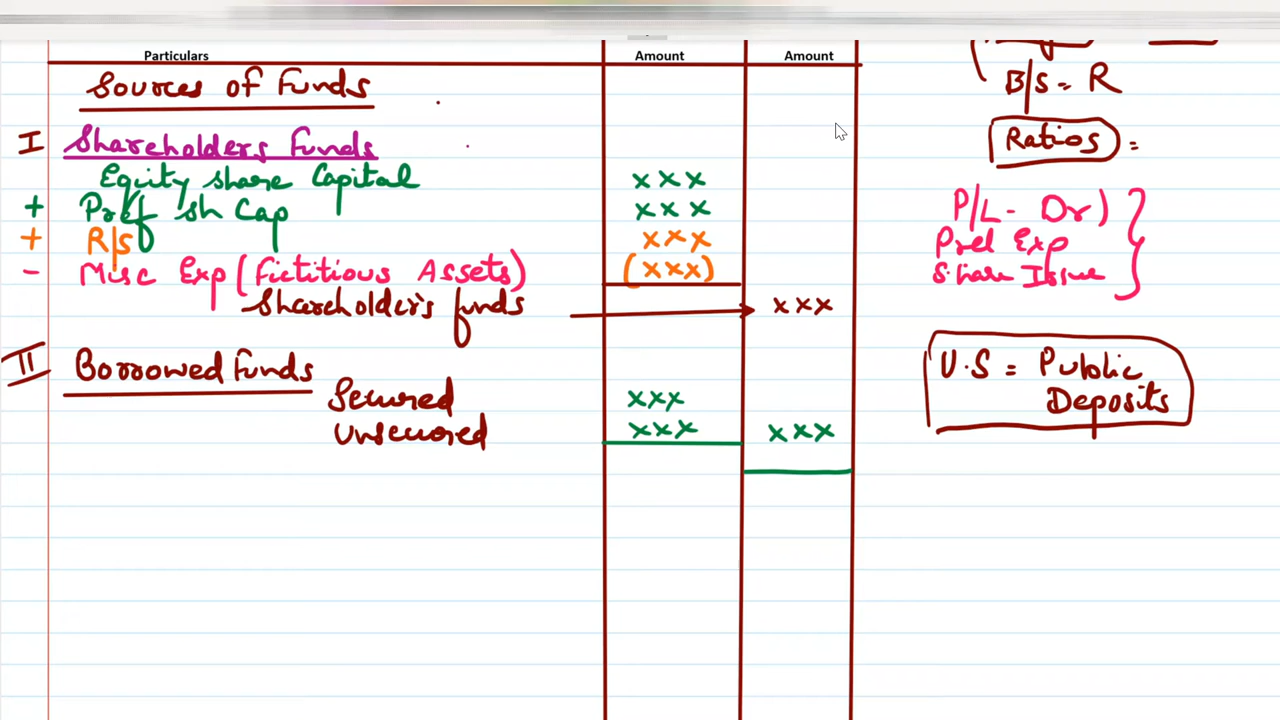 Particulars Amount Amount
Sources of Funds
I Shareholders Funds
Equity share Capital xxx
+ Pref sh Cap xxx
+ R/s xxx
- Misc Exp (Fictitious Assets) (xxx)
Shareholder's funds xxx
II Borrowed Funds
Secured xxx
Unsecured xxx xxx
B/S - R
Ratios =
P/L - Dr)
Prel Exp
Share Issue
U.S = Public
Deposits